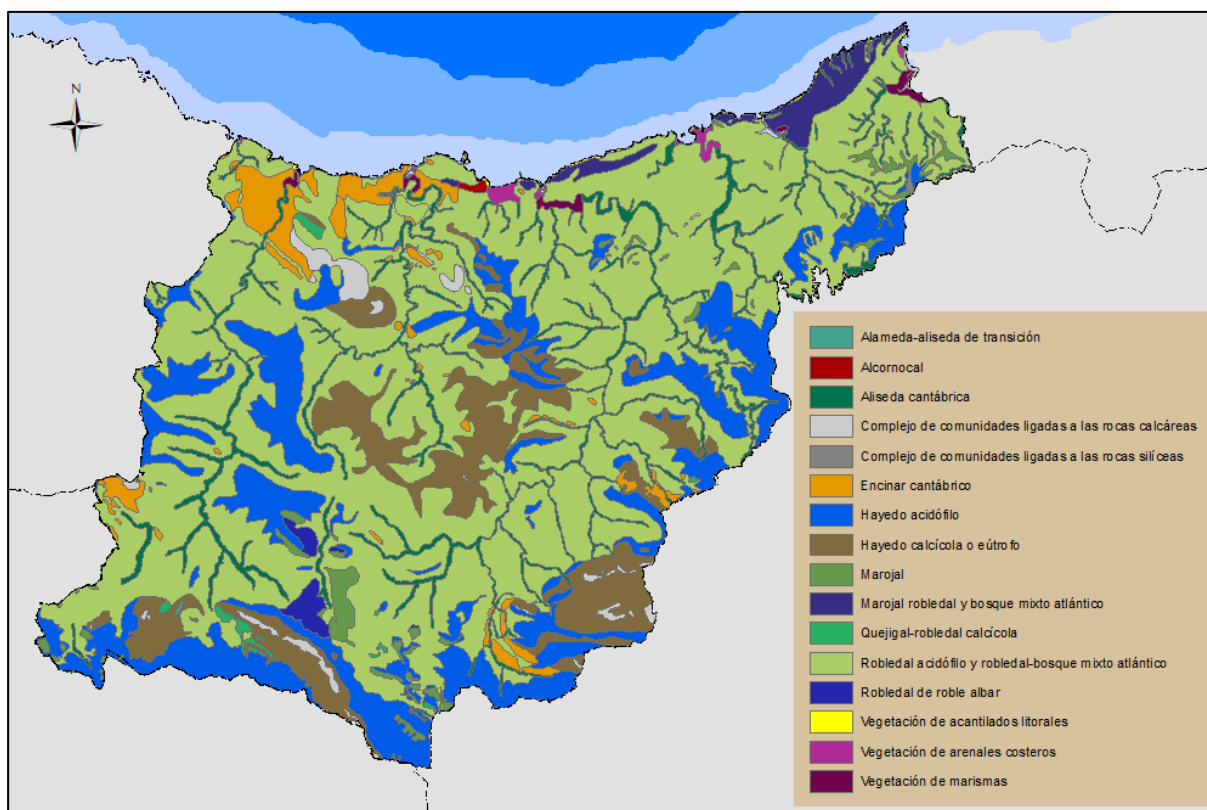 N
Alameda-aliseda de transición
Alcornocal
Aliseda cantábrica
Complejo de comunidades ligadas a las rocas calcáreas
Complejo de comunidades ligadas a las rocas silíceas
Encinar cantábrico
Hayedo acidófilo
Hayedo calcícola o eútrofo
Marojal
Marojal robledal y bosque mixto atlántico
Quejigal-robledal calcícola
Robledal acidófilo y robledal-bosque mixto atlántico
Robledal de roble albar
Vegetación de acantilados litorales
Vegetación de arenales costeros
Vegetación de marismas